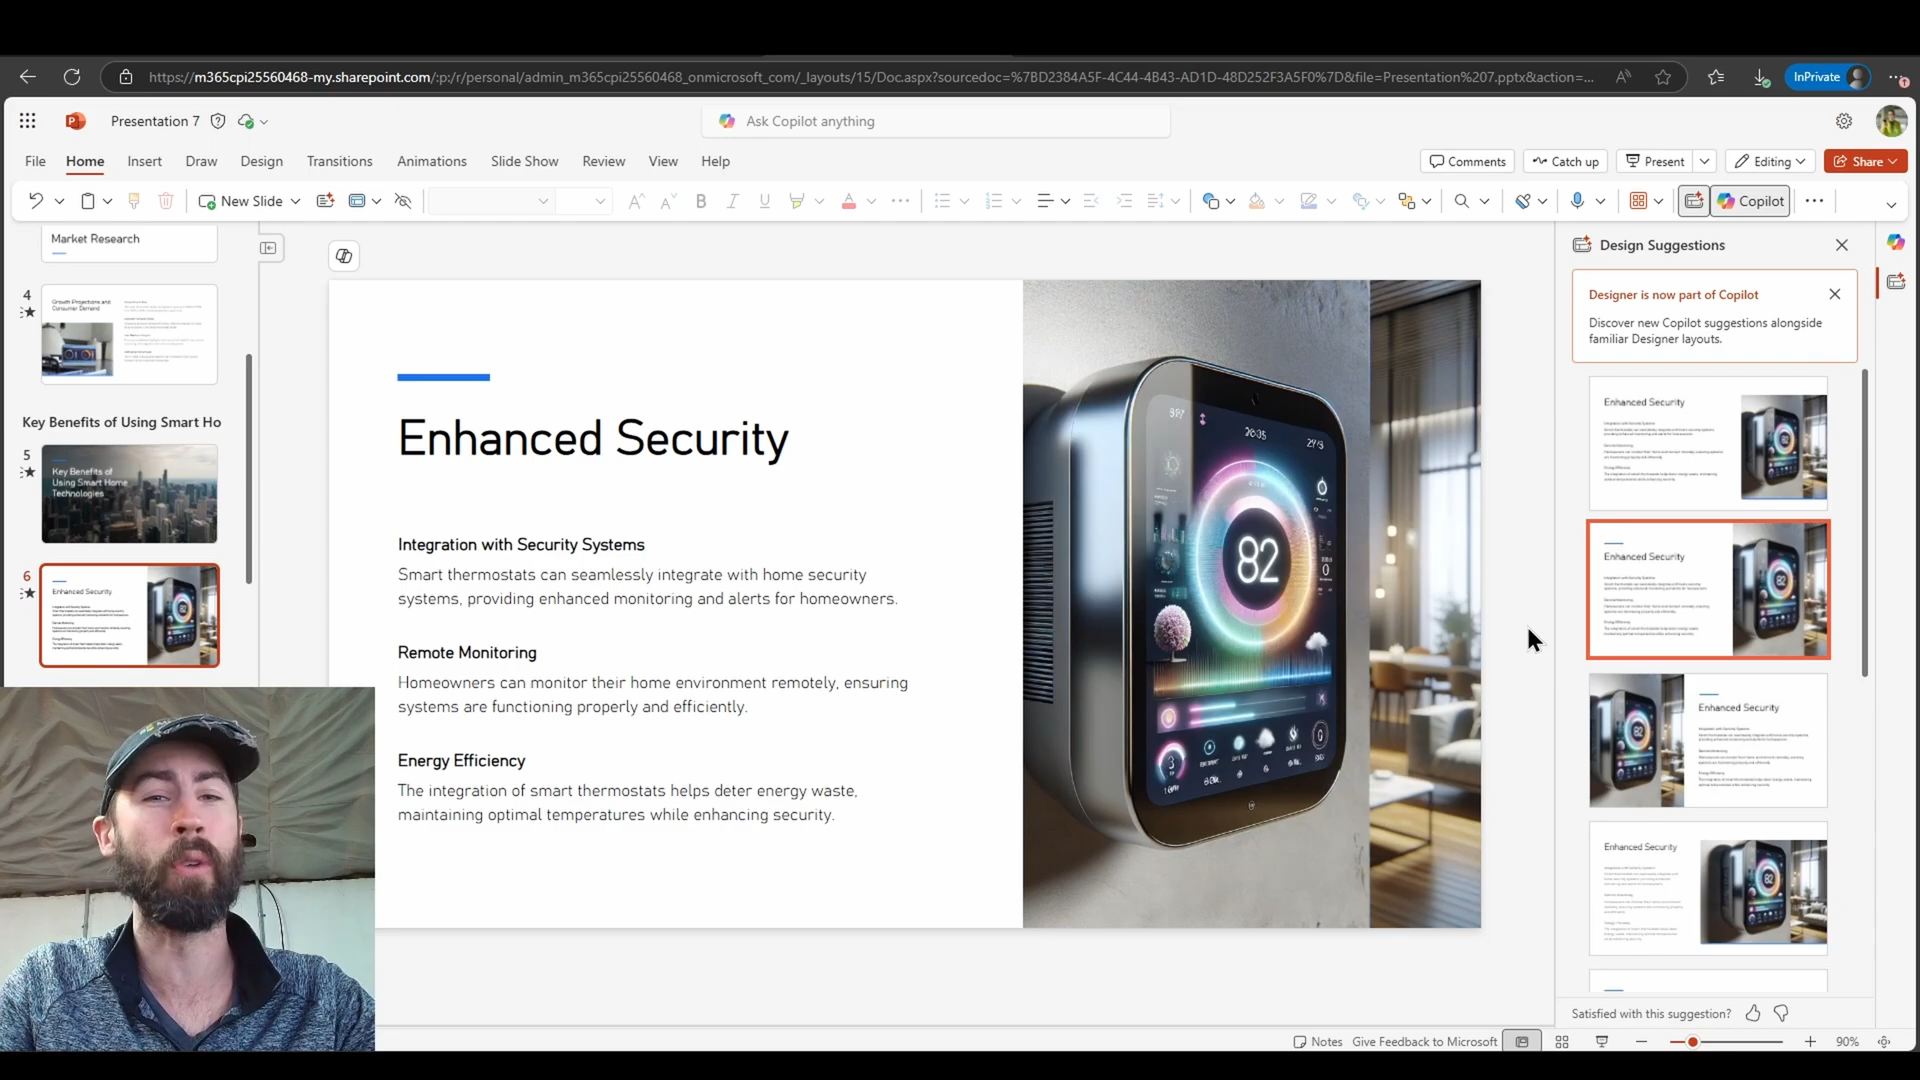 https://m365cpi25560468-my.sharepoint.com/:p:/r/personal/admin_m365cpi25560468_onmicrosoft_com/_layouts/15/Doc.aspx?sourcedoc=%7BD2384A5F-4C44-4B43-AD1D-48D252F3A5F0%7D&file=Presentation%207.pptx&action=...
InPrivate
Presentation 7
Ask Copilot anything
File Home Insert Draw Design Transitions Animations Slide Show Review View Help
Comments Catch up Present Editing Share
New Slide
Copilot
Market Research
4
Growth Projections and
Consumer Demand
Key Benefits of Using Smart Ho
5
Key Benefits of
Using Smart Home
Technologies
6
Enhanced Security
Enhanced Security
Integration with Security Systems
Smart thermostats can seamlessly integrate with home security
systems, providing enhanced monitoring and alerts for homeowners.
Remote Monitoring
Homeowners can monitor their home environment remotely, ensuring
systems are functioning properly and efficiently.
Energy Efficiency
The integration of smart thermostats helps deter energy waste,
maintaining optimal temperatures while enhancing security.
82
Design Suggestions
Designer is now part of Copilot
Discover new Copilot suggestions alongside
familiar Designer layouts.
Enhanced Security
Enhanced Security
Enhanced Security
Enhanced Security
Satisfied with this suggestion?
Notes Give Feedback to Microsoft 90%